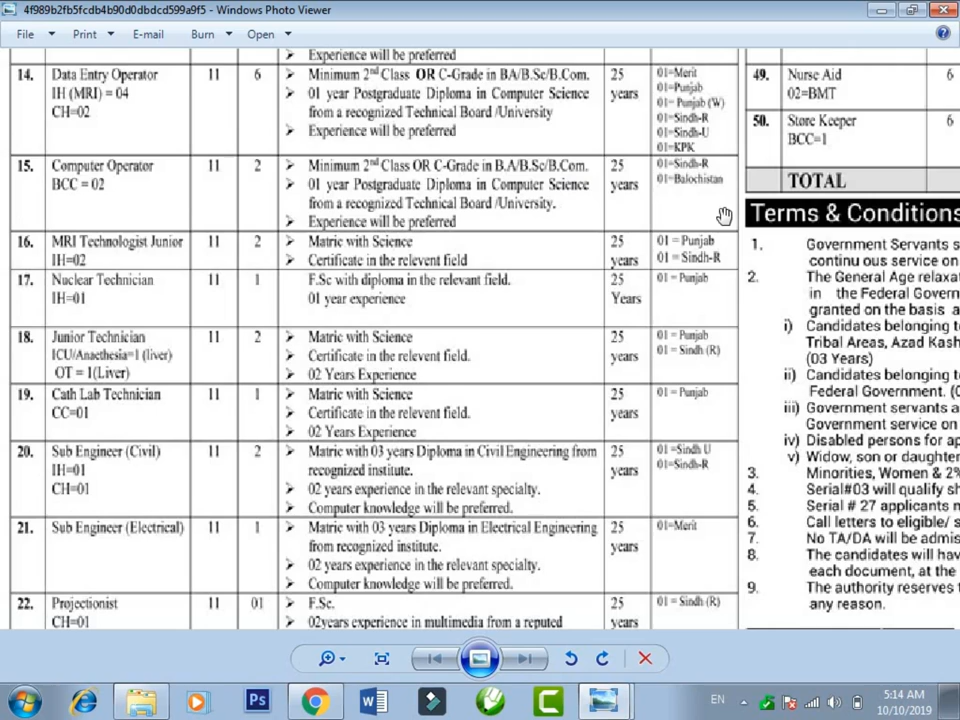 4f989b2fb5fcdb4b90d0dbdcd599a9f5 - Windows Photo Viewer
File Print E-mail Burn Open
Experience will be preferred
14. Data Entry Operator 11 6 Minimum 2nd Class OR C-Grade in BA/B.Sc/B.Com. 25 01=Merit
IH (MRI) = 04 01 year Postgraduate Diploma in Computer Science years 01=Punjab
CH=02 from a recognized Technical Board /University 01= Punjab (W)
01=Sindh-R
Experience will be preferred 01=Sindh-U
01=KPK
15. Computer Operator 11 2 Minimum 2nd Class OR C-Grade in B.A/B.Sc/B.Com. 25 01=Sindh-R
BCC = 02 01 year Postgraduate Diploma in Computer Science years 01=Balochistan
from a recognized Technical Board /University.
Experience will be preferred
16. MRI Technologist Junior 11 2 Matric with Science 25 01 = Punjab
IH=02 Certificate in the relevent field years 01 = Sindh-R
17. Nuclear Technician 11 1 F.Sc with diploma in the relevant field. 25 01 = Punjab
IH=01 01 year experience Years
18. Junior Technician 11 2 Matric with Science 25 01 = Punjab
ICU/Anaethesia=1 (liver) Certificate in the relevent field. years 01 = Sindh (R)
OT = 1(Liver) 02 Years Experience
19. Cath Lab Technician 11 1 Matric with Science 25 01 = Punjab
CC=01 Certificate in the relevent field. years
02 Years Experience
20. Sub Engineer (Civil) 11 2 Matric with 03 years Diploma in Civil Engineering from 25 01 =Sindh U
IH=01 recognized institute. years 01=Sindh-R
CH=01 02 years experience in the relevant specialty.
Computer knowledge will be preferred.
21. Sub Engineer (Electrical) 11 1 Matric with 03 years Diploma in Electrical Engineering 25 01=Merit
from recognized institute. years
02 years experience in the relevant specialty.
Computer knowledge will be preferred.
22. Projectionist 11 01 F.Sc. 25 01 = Sindh (R)
CH=01 02years experience in multimedia from a reputed years
49. Nurse Aid 6
02=BMT
50. Store Keeper 6
BCC=1
TOTAL
Terms & Conditions
1. Government Servants s
continu ous service on
2. The General Age relaxat
in the Federal Govern
granted on the basis a
i) Candidates belonging t
Tribal Areas, Azad Kash
(03 Years)
ii) Candidates belonging t
Federal Government. (
iii) Government servants a
Government service on
iv) Disabled persons for ap
v) Widow, son or daughter
3. Minorities, Women & 2%
4. Serial#03 will qualify sh
5. Serial # 27 applicants n
6. Call letters to eligible/ s
7. No TA/DA will be admis
8. The candidates will hav
each document, at the
9. The authority reserves t
any reason.
Ps
W
C
EN
5:14 AM
10/10/2019